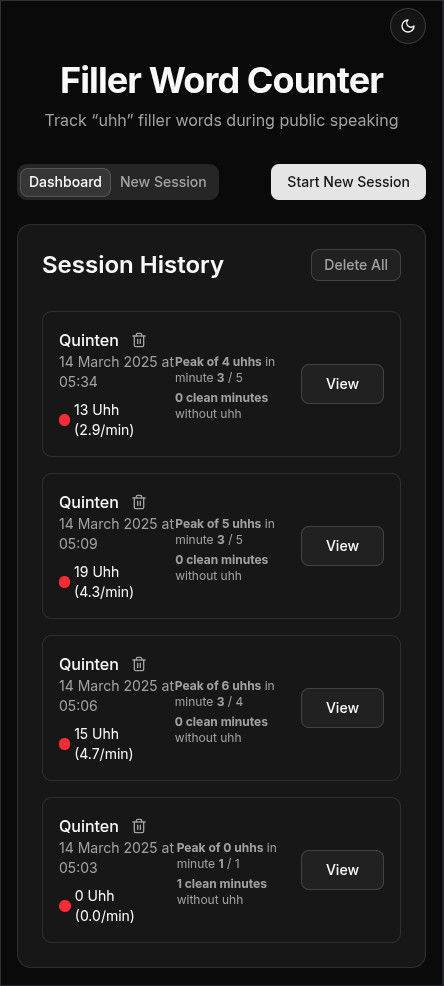 Filler Word Counter
Track “uhh” filler words during public speaking
Dashboard
New Session
Start New Session
Session History
Delete All
Quinten
14 March 2025 at
05:34
13 Uhh
(2.9/min)
Peak of 4 uhhs in
minute 3 / 5
0 clean minutes
without uhh
View
Quinten
14 March 2025 at
05:09
19 Uhh
(4.3/min)
Peak of 5 uhhs in
minute 3 / 5
0 clean minutes
without uhh
View
Quinten
14 March 2025 at
05:06
15 Uhh
(4.7/min)
Peak of 6 uhhs in
minute 3 / 4
0 clean minutes
without uhh
View
Quinten
14 March 2025 at
05:03
0 Uhh
(0.0/min)
Peak of 0 uhhs in
minute 1 / 1
1 clean minutes
without uhh
View